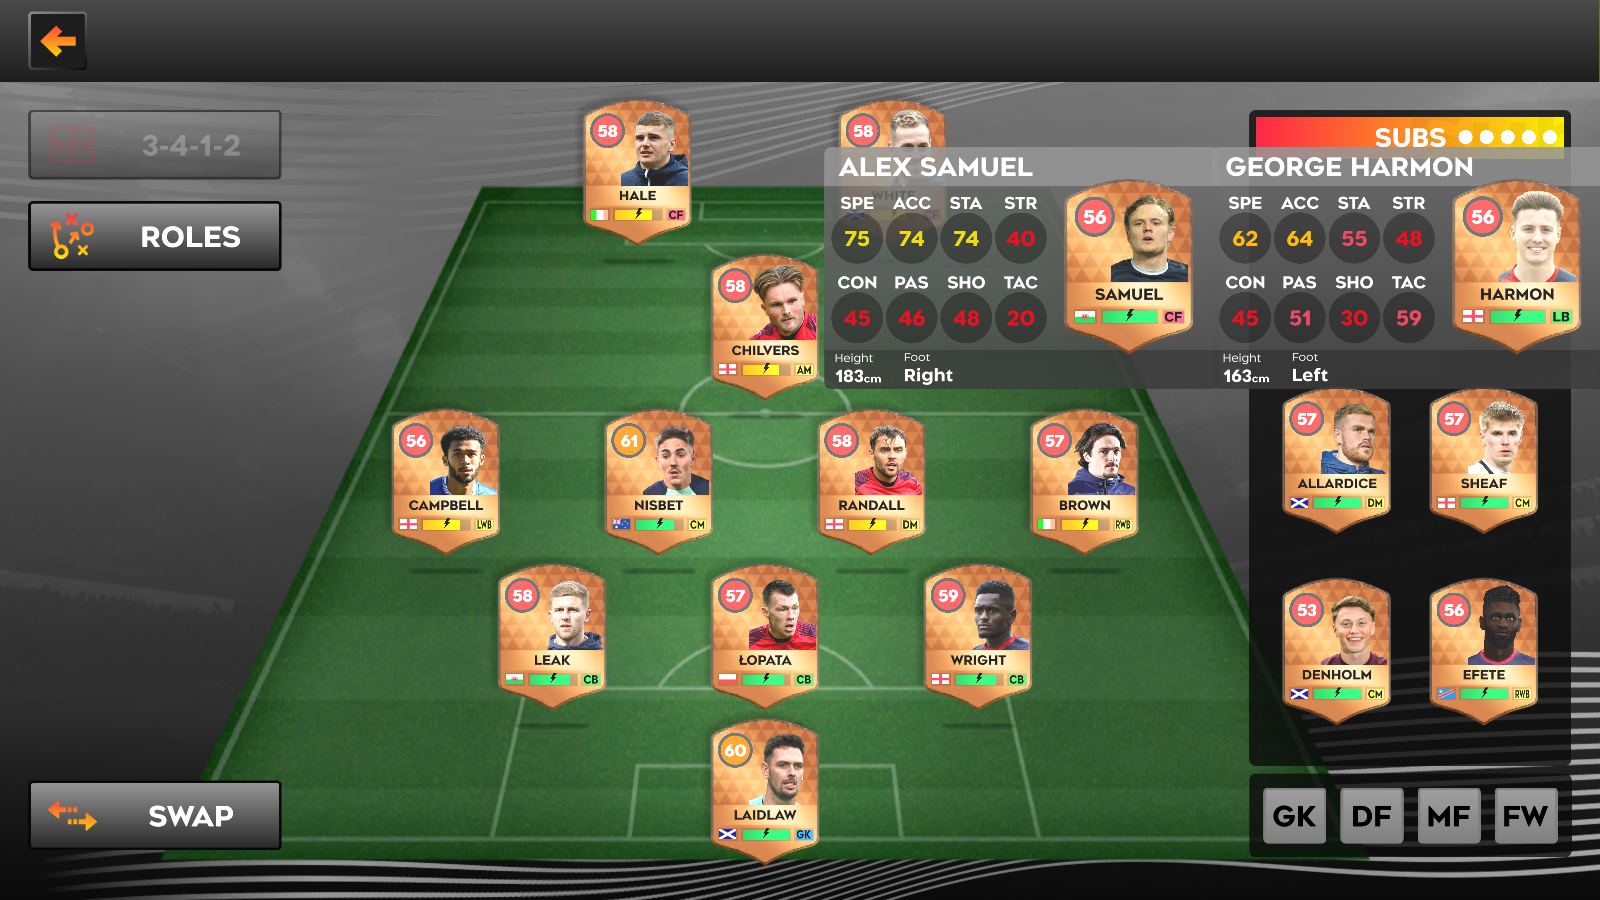 3-4-1-2
ROLES
SWAP
58
HALE
CF
58
WHITE
CF
58
CHILVERS
AM
56
CAMPBELL
LWB
61
NISBET
CM
58
RANDALL
DM
57
BROWN
RWB
58
LEAK
CB
57
ŁOPATA
CB
59
WRIGHT
CB
60
LAIDLAW
GK
SUBS
ALEX SAMUEL
SPE ACC STA STR
75 74 74 40
CON PAS SHO TAC
45 46 48 20
Height Foot
183cm Right
56
SAMUEL
CF
GEORGE HARMON
SPE ACC STA STR
62 64 55 48
CON PAS SHO TAC
45 51 30 59
Height Foot
163cm Left
56
HARMON
LB
57
ALLARDICE
DM
57
SHEAF
CM
53
DENHOLM
CM
56
EFETE
RWB
GK DF MF FW